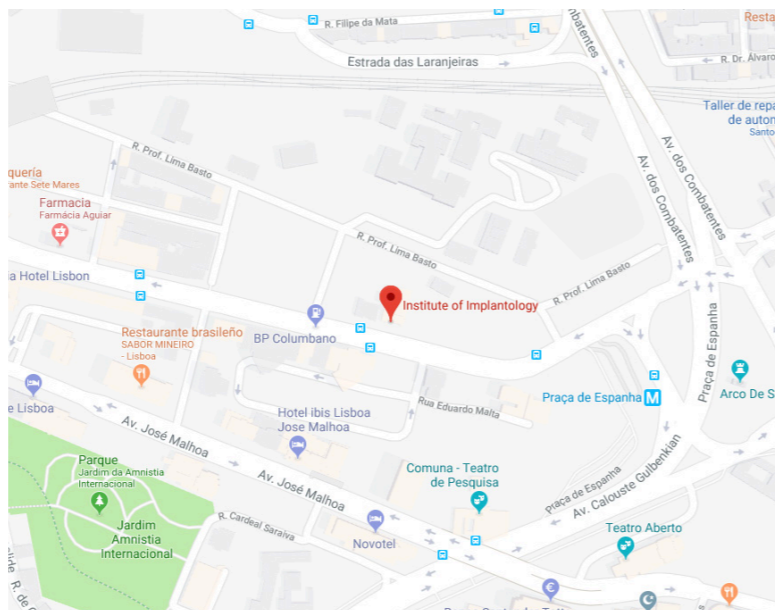 R. Filipe da Mata
Estrada das Laranjeiras
Av. dos Combatentes
Resta
R. Dr. Álvaro
Taller de repa
de auton
Santo
R. Prof. Lima Basto
quería
rante Sete Mares
Farmacia
Farmácia Aguiar
Av. dos Combatentes
Av. dos Combatentes
R. Prof. Lima Basto
a Hotel Lisbon
R. Prof. Lima Basto
Institute of Implantology
BP Columbano
Restaurante brasileño
SABOR MINEIRO
- Lisboa
Praça de Espanha
Praça de Espanha
M
Arco De S
e Lisboa
Rua Eduardo Malta
Hotel ibis Lisboa
Jose Malhoa
Av. José Malhoa
Parque
Jardim da Amnistia
Internacional
Comuna - Teatro
de Pesquisa
Av. José Malhoa
Praça de Espanha
Av. Calouste Gulbenkian
Jardim
Amnistia
Internacional
R. Cardeal Saraiva
Novotel
Teatro Aberto